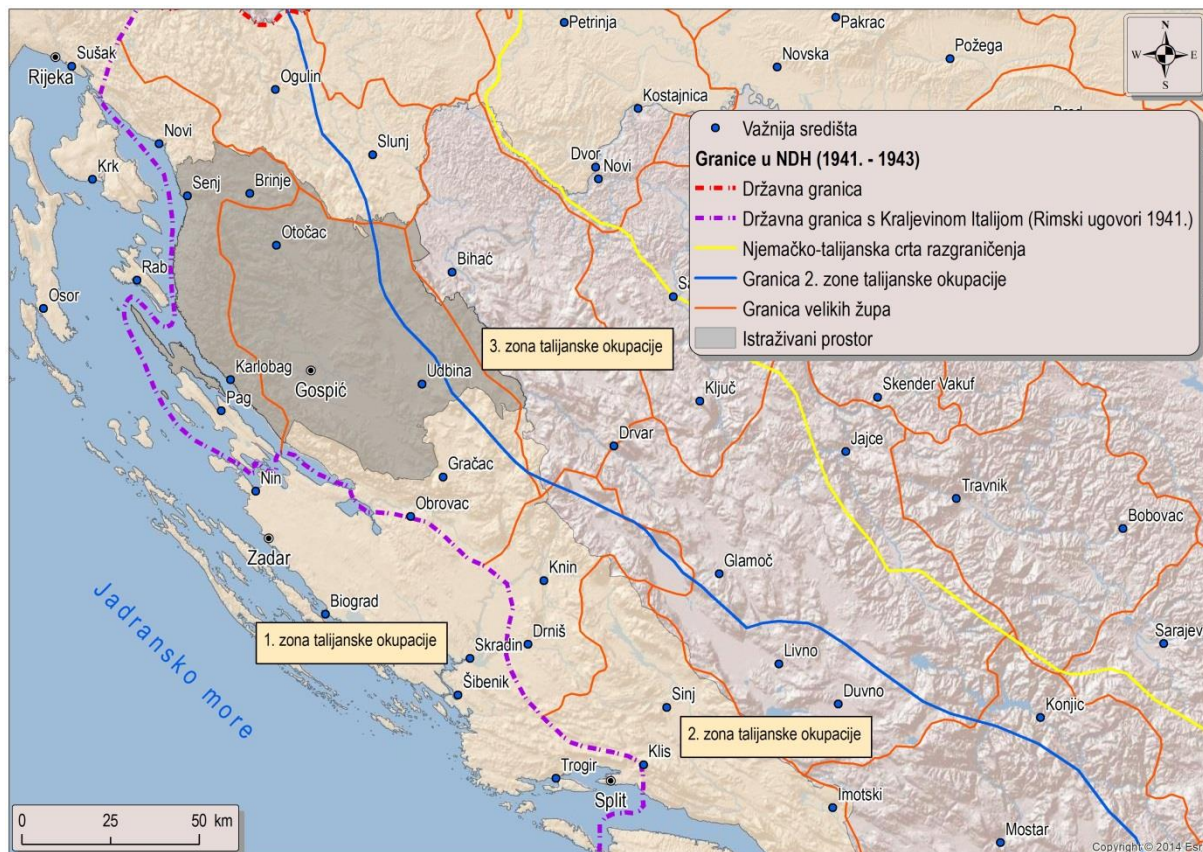 Petrinja
Pakrac
N
W E
S
Sušak
Rijeka
Novska
Požega
Ogulin
Kostajnica
Važnija središta
Granice u NDH (1941. - 1943)
Državna granica
Državna granica s Kraljevinom Italijom (Rimski ugovori 1941.)
Njemačko-talijanska crta razgraničenja
Granica 2. zone talijanske okupacije
Granica velikih župa
Istraživani prostor
Novi
Slunj
Dvor
Novi
Krk
Senj
Brinje
Otočac
Bihać
Rab
Osor
3. zona talijanske okupacije
Karlobag
Gospić
Udbina
Pag
Ključ
Skender Vakuf
Drvar
Jajce
Gračac
Nin
Travnik
Obrovac
Bobovac
Zadar
Knin
Glamoč
Biograd
Jadransko more
1. zona talijanske okupacije
Skradin
Drniš
Livno
Sarajev
Šibenik
Sinj
Duvno
Konjic
2. zona talijanske okupacije
Klis
Trogir
Split
Imotski
Mostar
0 25 50 km
Copyright:© 2014 Es